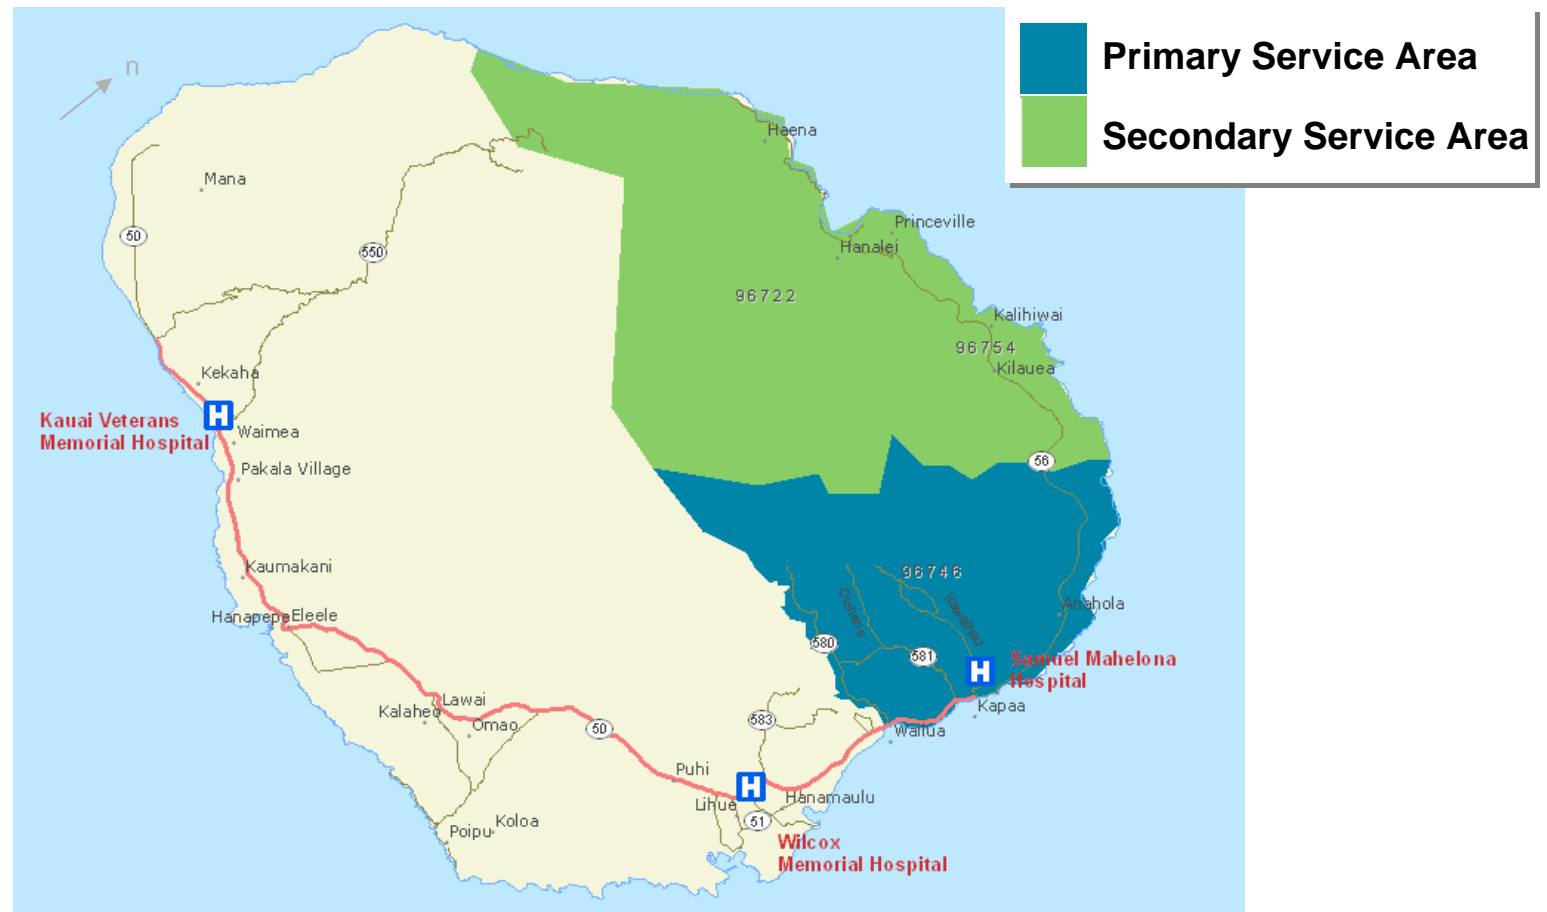 Primary Service Area
Secondary Service Area
n
Haena
Mana
Princeville
50
Hanalei
550
96722
Kalihiwai
96754
Kilauea
Kekaha
Kauai Veterans
Memorial Hospital
H
Waimea
Pakala Village
56
Kaumakani
96746
Olohena
Kawaihau
Anahola
Hanapepe
Eleele
580
581
H
Samuel Mahelona
Hospital
Lawai
Kalaheo
Omao
Kapaa
583
50
Wailua
Puhi
H
Lihue
Hanamaulu
51
Koloa
Poipu
Wilcox
Memorial Hospital